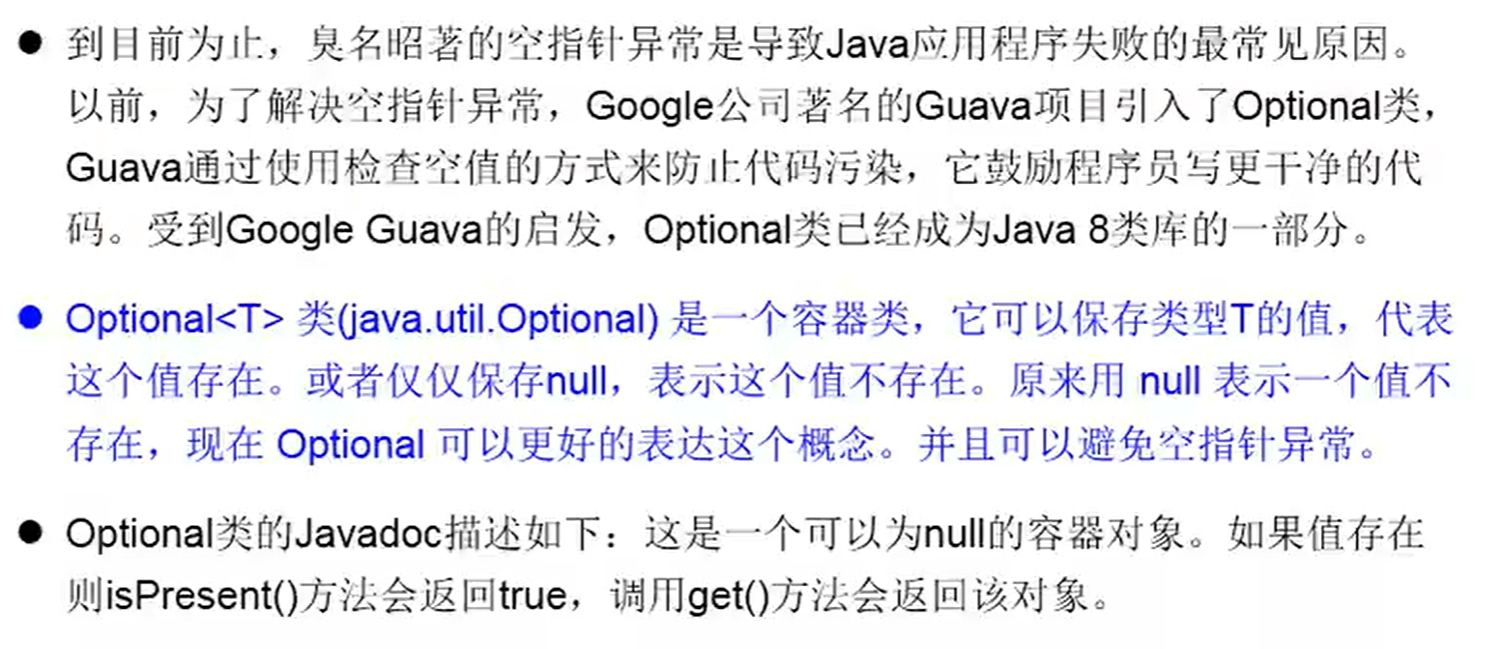 ● 到目前为止，臭名昭著的空指针异常是导致Java应用程序失败的最常见原因。
以前，为了解决空指针异常，Google公司著名的Guava项目引入了Optional类，
Guava通过使用检查空值的方式来防止代码污染，它鼓励程序员写更干净的代
码。受到Google Guava的启发，Optional类已经成为Java 8类库的一部分。
● Optional<T> 类(java.util.Optional) 是一个容器类，它可以保存类型T的值，代表
这个值存在。或者仅仅保存null，表示这个值不存在。原来用 null 表示一个值不
存在，现在 Optional 可以更好的表达这个概念。并且可以避免空指针异常。
● Optional类的Javadoc描述如下：这是一个可以为null的容器对象。如果值存在
则isPresent()方法会返回true，调用get()方法会返回该对象。